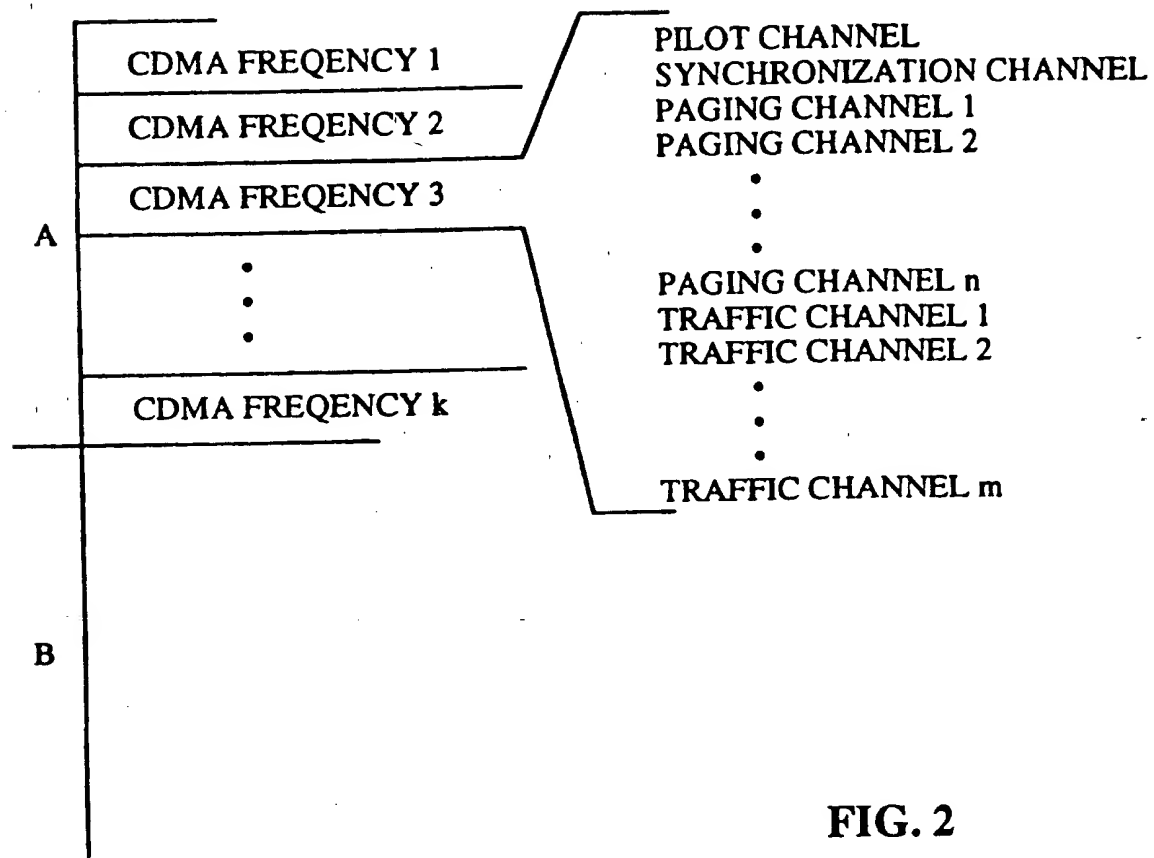 CDMA FREQENCY 1
CDMA FREQENCY 2
CDMA FREQENCY 3
A
CDMA FREQENCY k
B
PILOT CHANNEL
SYNCHRONIZATION CHANNEL
PAGING CHANNEL 1
PAGING CHANNEL 2
PAGING CHANNEL n
TRAFFIC CHANNEL 1
TRAFFIC CHANNEL 2
TRAFFIC CHANNEL m
FIG. 2